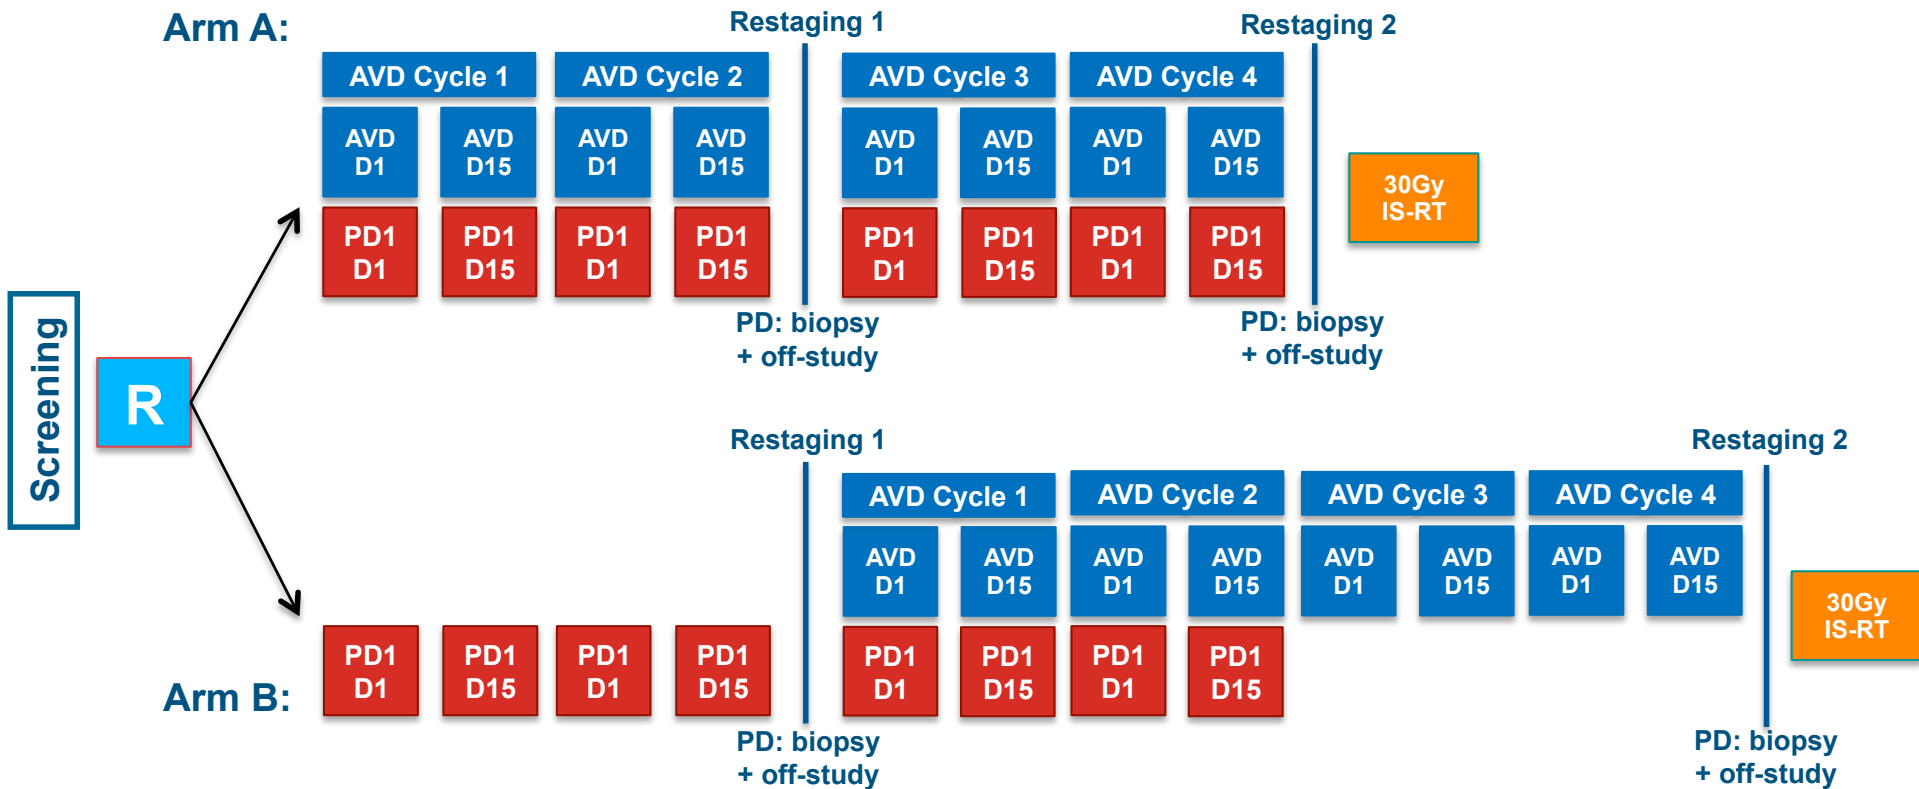 Arm A:
Restaging 1
Restaging 2
AVD Cycle 1
AVD Cycle 2
AVD Cycle 3
AVD Cycle 4
AVD
D1
AVD
D15
AVD
D1
AVD
D15
AVD
D1
AVD
D15
AVD
D1
AVD
D15
30Gy
IS-RT
PD1
D1
PD1
D15
PD1
D1
PD1
D15
PD1
D1
PD1
D15
PD1
D1
PD1
D15
PD: biopsy
+ off-study
PD: biopsy
+ off-study
Screening
R
Restaging 1
Restaging 2
AVD Cycle 1
AVD Cycle 2
AVD Cycle 3
AVD Cycle 4
AVD
D1
AVD
D15
AVD
D1
AVD
D15
AVD
D1
AVD
D15
AVD
D1
AVD
D15
30Gy
IS-RT
Arm B:
PD1
D1
PD1
D15
PD1
D1
PD1
D15
PD1
D1
PD1
D15
PD1
D1
PD1
D15
PD: biopsy
+ off-study
PD: biopsy
+ off-study